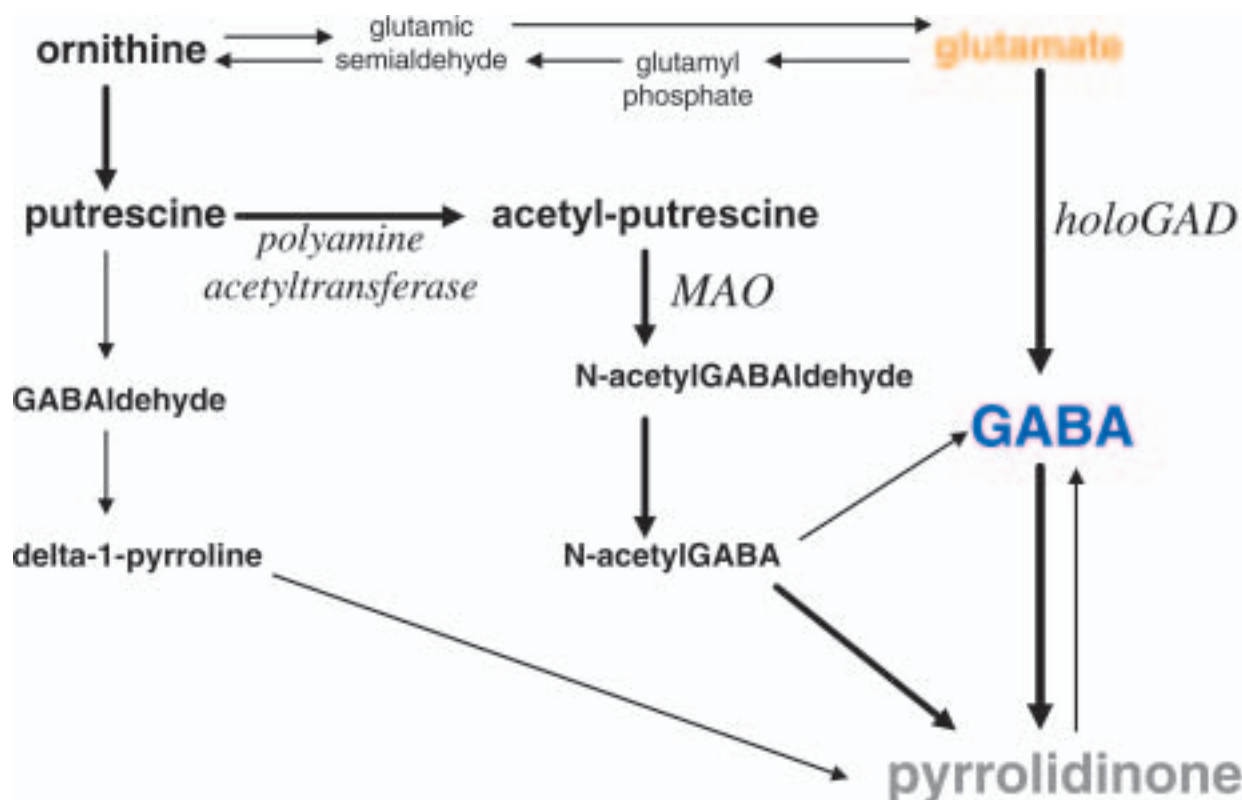 glutamic
ornithine
semialdehyde
glutamate
glutamyl
phosphate
putrescine
acetyl-putrescine
holoGAD
polyamine
acetyltransferase
MAO
N-acetylGABAldehyde
GABAldehyde
GABA
delta-1-pyrroline
N-acetylGABA
pyrrolidinone